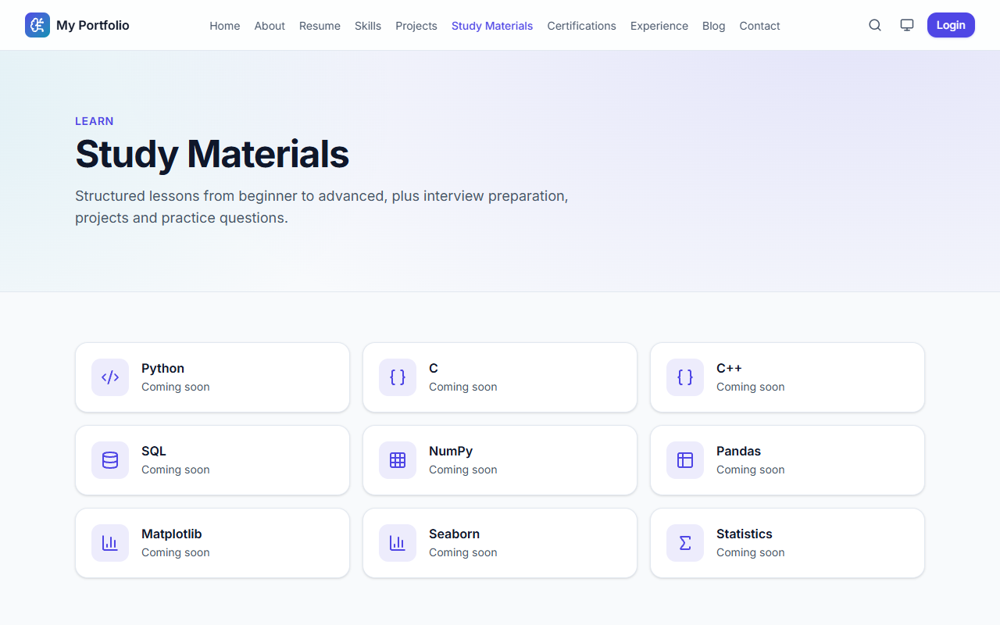 My Portfolio
Home
About
Resume
Skills
Projects
Study Materials
Certifications
Experience
Blog
Contact
Login
LEARN
Study Materials
Structured lessons from beginner to advanced, plus interview preparation,
projects and practice questions.
Python
Coming soon
C
Coming soon
C++
Coming soon
SQL
Coming soon
NumPy
Coming soon
Pandas
Coming soon
Matplotlib
Coming soon
Seaborn
Coming soon
Statistics
Coming soon